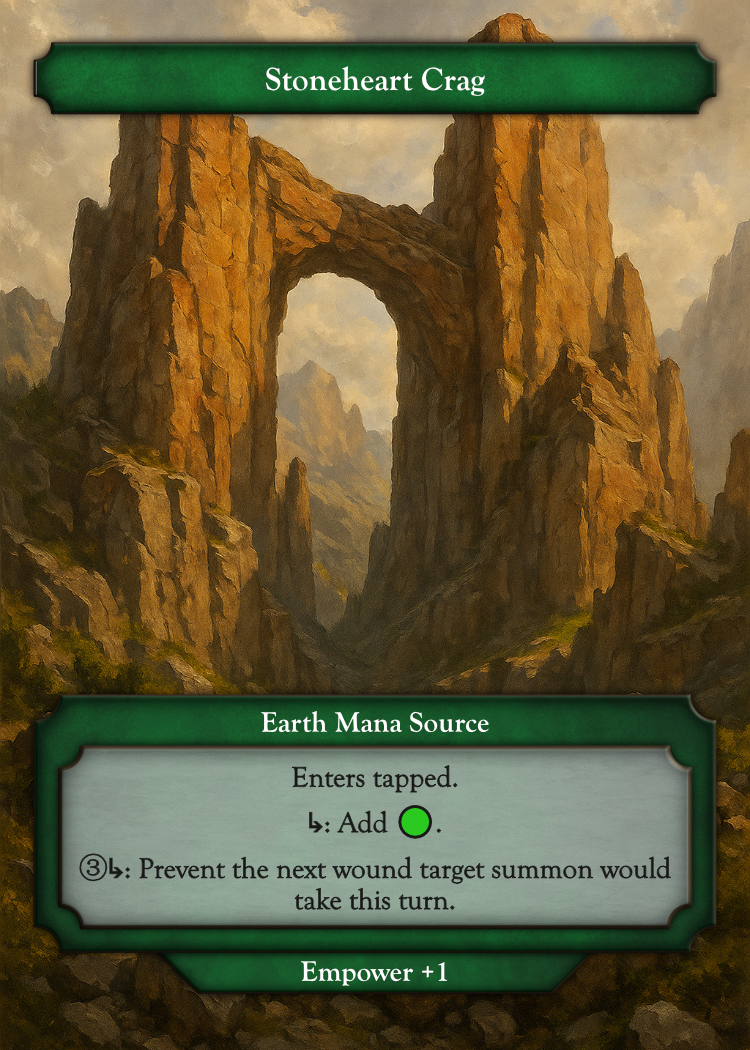 Stoneheart Crag
Earth Mana Source
Enters tapped.
↳: Add 🟢.
③↳: Prevent the next wound target summon would
take this turn.
Empower +1